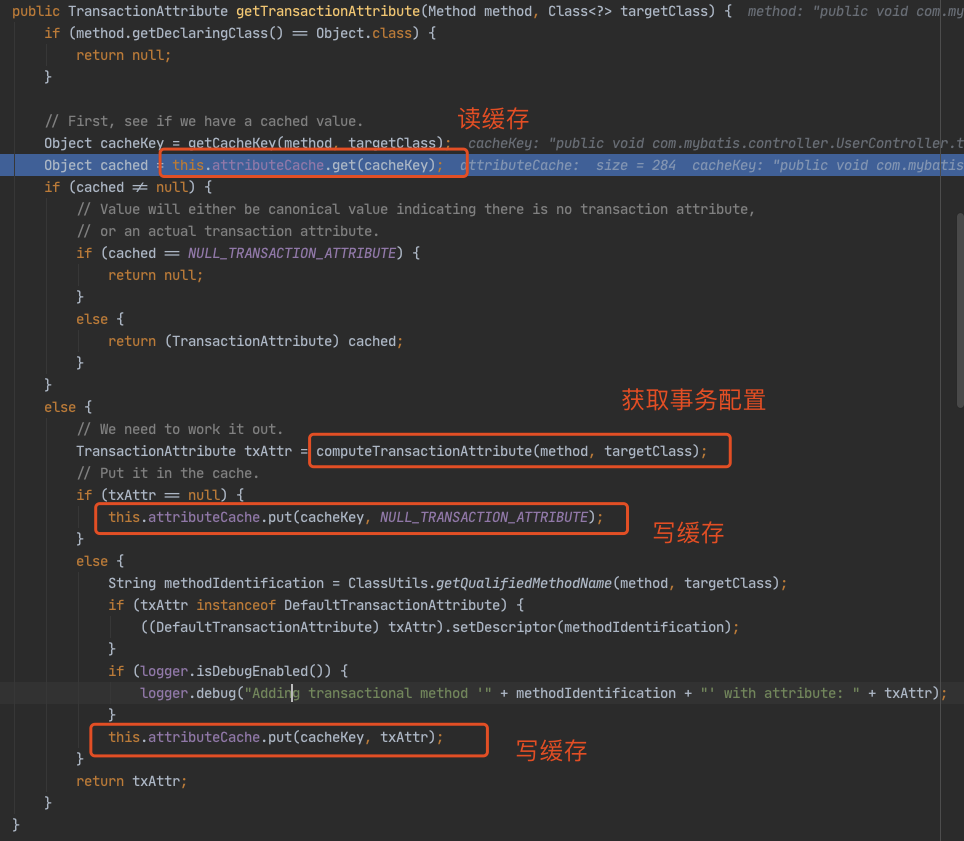 public TransactionAttribute getTransactionAttribute(Method method, Class<?> targetClass) {  method: "public void com.my
    if (method.getDeclaringClass() == Object.class) {
        return null;
    }

    // First, see if we have a cached value.
读缓存
    Object cacheKey = getCacheKey(method, targetClass);  cacheKey: "public void com.mybatis.controller.UserController.t
    Object cached = this.attributeCache.get(cacheKey);  attributeCache:  size = 284  cacheKey: "public void com.mybatis
    if (cached != null) {
        // Value will either be canonical value indicating there is no transaction attribute,
        // or an actual transaction attribute.
        if (cached == NULL_TRANSACTION_ATTRIBUTE) {
            return null;
        }
        else {
            return (TransactionAttribute) cached;
        }
    }
    else {
获取事务配置
        // We need to work it out.
        TransactionAttribute txAttr = computeTransactionAttribute(method, targetClass);
        // Put it in the cache.
        if (txAttr == null) {
            this.attributeCache.put(cacheKey, NULL_TRANSACTION_ATTRIBUTE);
写缓存
        }
        else {
            String methodIdentification = ClassUtils.getQualifiedMethodName(method, targetClass);
            if (txAttr instanceof DefaultTransactionAttribute) {
                ((DefaultTransactionAttribute) txAttr).setDescriptor(methodIdentification);
            }
            if (logger.isDebugEnabled()) {
                logger.debug("Adding transactional method '" + methodIdentification + "' with attribute: " + txAttr);
            }
            this.attributeCache.put(cacheKey, txAttr);
写缓存
        }
        return txAttr;
    }
}